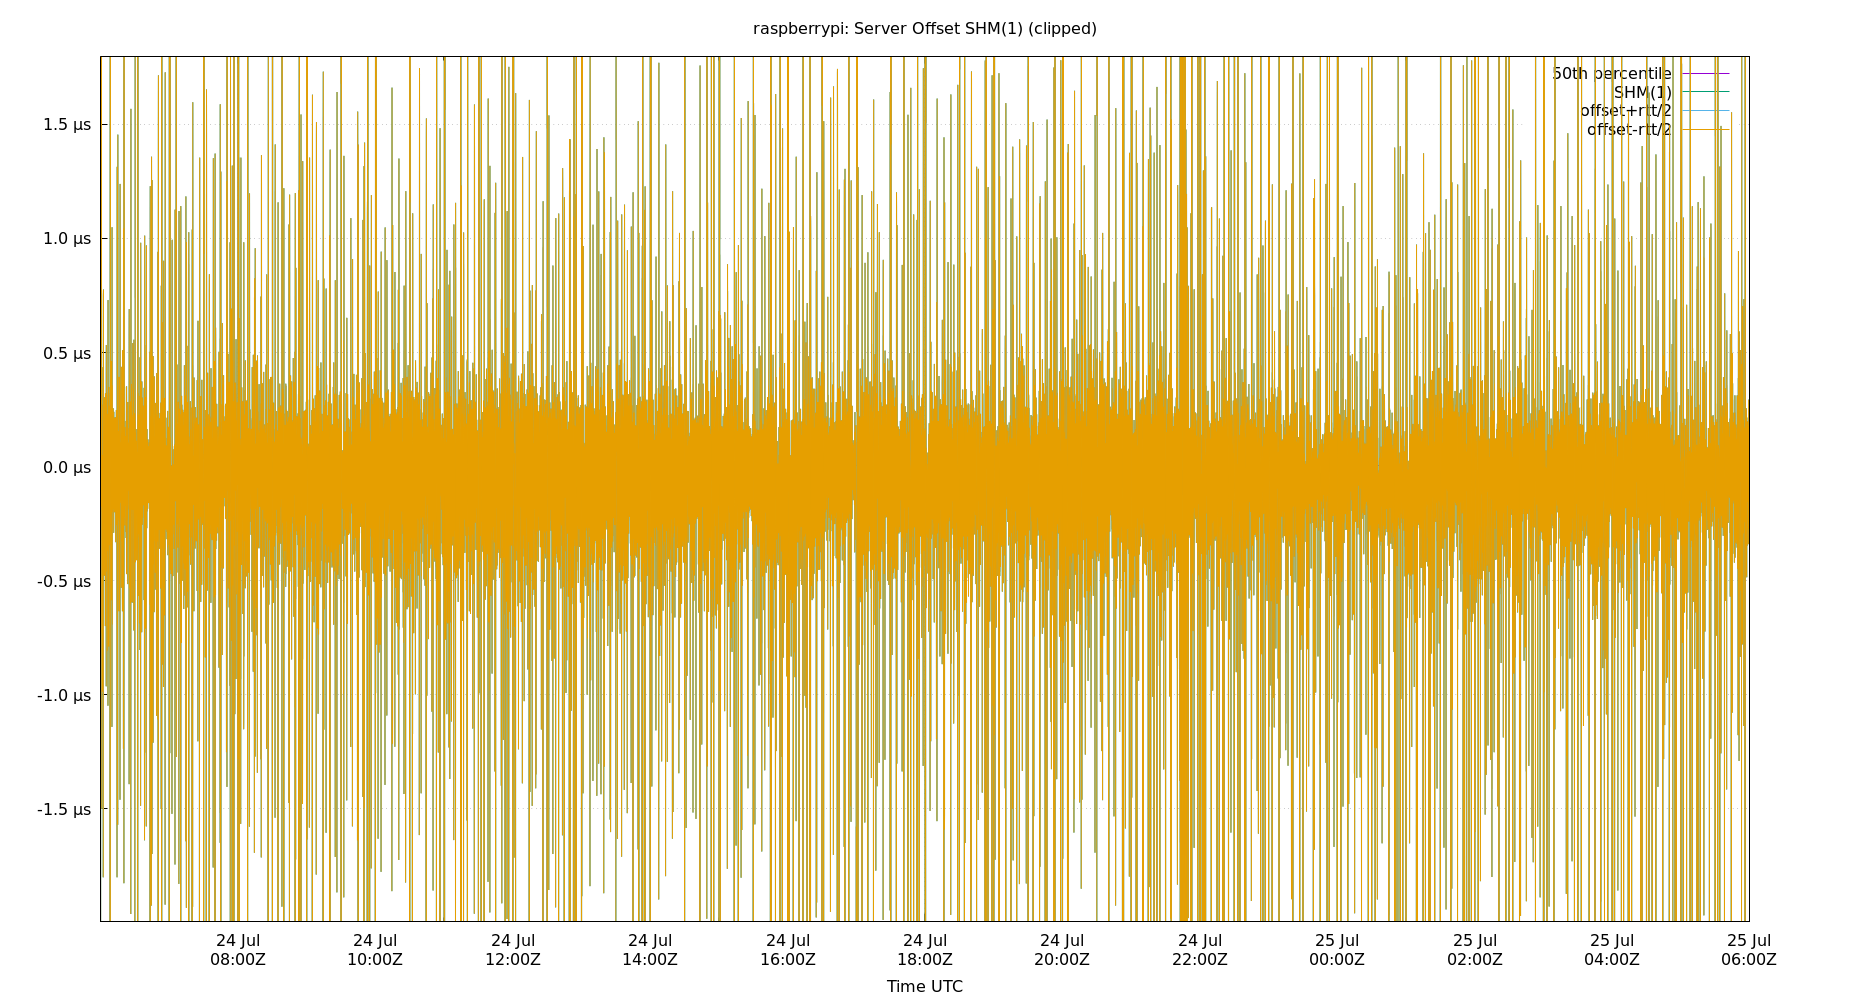 raspberrypi: Server Offset SHM(1) (clipped)
50th percentile
SHM(1)
offset+rtt/2
offset-rtt/2
1.5 µs
1.0 µs
0.5 µs
0.0 µs
-0.5 µs
-1.0 µs
-1.5 µs
24 Jul 24 Jul 24 Jul 24 Jul 24 Jul 24 Jul 24 Jul 24 Jul 25 Jul 25 Jul 25 Jul 25 Jul
08:00Z 10:00Z 12:00Z 14:00Z 16:00Z 18:00Z 20:00Z 22:00Z 00:00Z 02:00Z 04:00Z 06:00Z
Time UTC